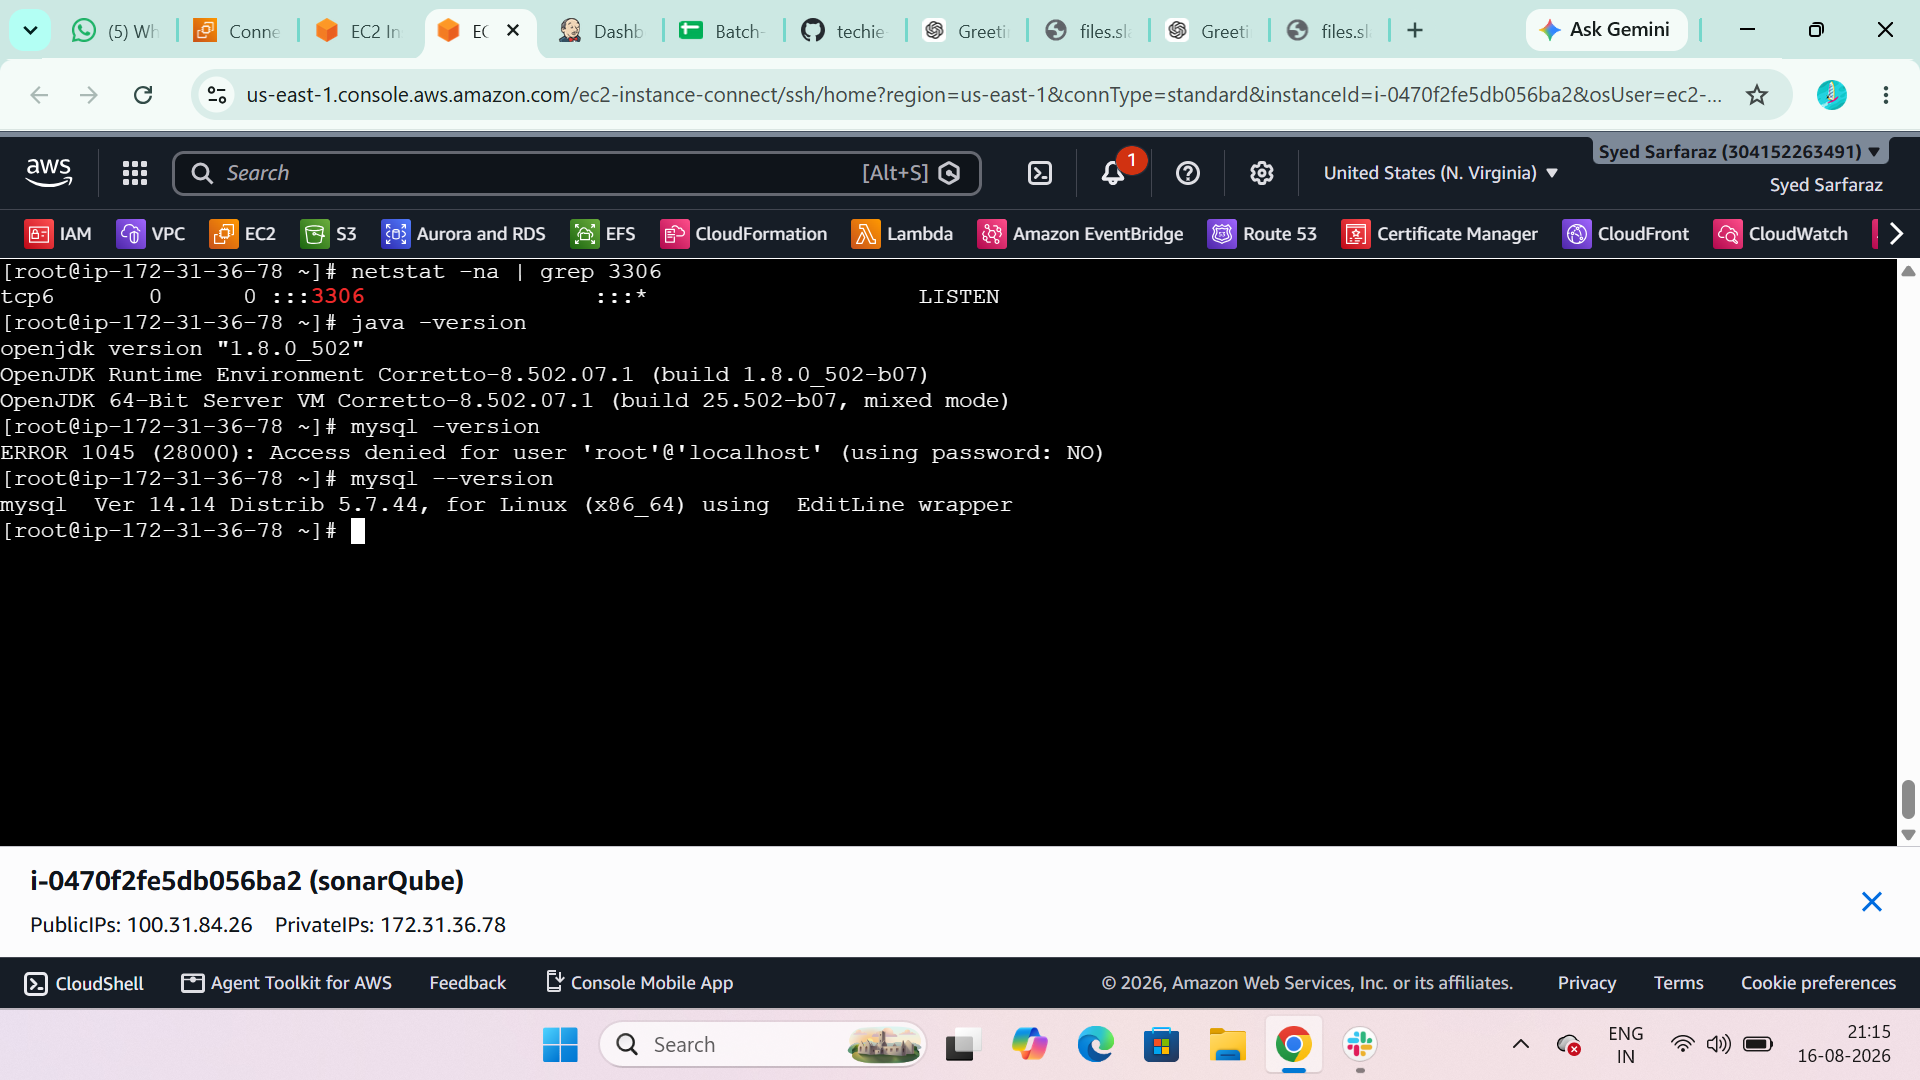 (5) Wh
Conne
EC2 In
EC
Dashb
Batch-
techie
Greeti
files.sl
Greeti
files.sl
Ask Gemini
us-east-1.console.aws.amazon.com/ec2-instance-connect/ssh/home?region=us-east-1&connType=standard&instanceId=i-0470f2fe5db056ba2&osUser=ec2-...
aws
Search
[Alt+S]
1
United States (N. Virginia)
Syed Sarfaraz (304152263491)
Syed Sarfaraz
IAM
VPC
EC2
S3
Aurora and RDS
EFS
CloudFormation
Lambda
Amazon EventBridge
Route 53
Certificate Manager
CloudFront
CloudWatch
[root@ip-172-31-36-78 ~]# netstat -na | grep 3306
tcp6       0      0 :::3306                 :::*                    LISTEN
[root@ip-172-31-36-78 ~]# java -version
openjdk version "1.8.0_502"
OpenJDK Runtime Environment Corretto-8.502.07.1 (build 1.8.0_502-b07)
OpenJDK 64-Bit Server VM Corretto-8.502.07.1 (build 25.502-b07, mixed mode)
[root@ip-172-31-36-78 ~]# mysql -version
ERROR 1045 (28000): Access denied for user 'root'@'localhost' (using password: NO)
[root@ip-172-31-36-78 ~]# mysql --version
mysql  Ver 14.14 Distrib 5.7.44, for Linux (x86_64) using  EditLine wrapper
[root@ip-172-31-36-78 ~]#
i-0470f2fe5db056ba2 (sonarQube)
PublicIPs: 100.31.84.26    PrivateIPs: 172.31.36.78
CloudShell
Agent Toolkit for AWS
Feedback
Console Mobile App
© 2026, Amazon Web Services, Inc. or its affiliates.
Privacy
Terms
Cookie preferences
Search
ENG
IN
21:15
16-08-2026